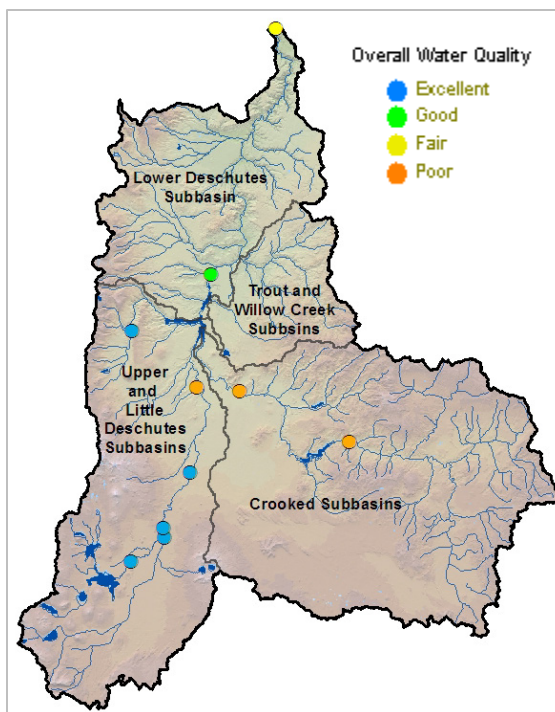 Overall Water Quality
Excellent
Good
Fair
Poor
Lower Deschutes
Subbasin
Trout and
Willow Creek
Subbsins
Upper
and
Little
Deschutes
Subbasins
Crooked Subbasins